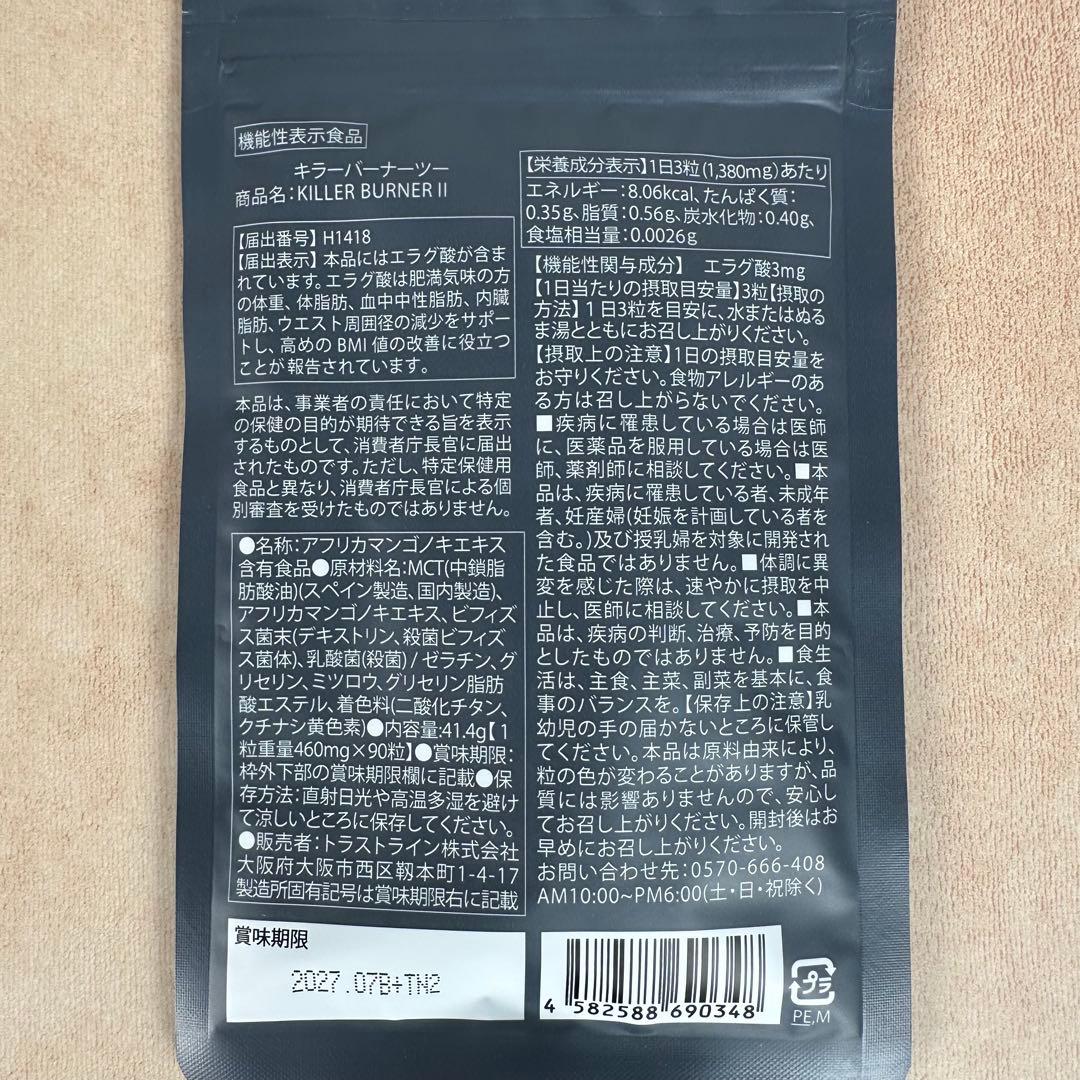 機能性表示食品
キラーバーナーツー
商品名:KILLER BURNER II
【届出番号】H1418
【届出表示】本品にはエラグ酸が含ま
れています。エラグ酸は肥満気味の方
の体重、体脂肪、血中中性脂肪、内臓
脂肪、ウエスト周囲径の減少をサポー
トし、高めのBMI値の改善に役立つ
ことが報告されています。
本品は、事業者の責任において特定
の保健の目的が期待できる旨を表示
するものとして、消費者庁長官に届出
されたものです。ただし、特定保健用
食品と異なり、消費者庁長官による個
別審査を受けたものではありません。
●名称:アフリカマンゴノキエキス
含有食品●原材料名:MCT(中鎖脂
肪酸油)(スペイン製造、国内製造)、
アフリカマンゴノキエキス、ビフィズ
ス菌末(デキストリン、殺菌ビフィズ
ス菌体)、乳酸菌(殺菌)/ゼラチン、グ
リセリン、ミツロウ、グリセリン脂肪
酸エステル、着色料(二酸化チタン、
クチナシ黄色素)●内容量:41.4g【1
粒重量460mg×90粒】●賞味期限:
枠外下部の賞味期限欄に記載●保
存方法:直射日光や高温多湿を避け
て涼しいところに保存してください。
●販売者:トラストライン株式会社
大阪府大阪市西区靱本町1-4-17
製造所固有記号は賞味期限右に記載
【栄養成分表示】1日3粒(1,380mg)あたり
エネルギー:8.06kcal、たんぱく質:
0.35g、脂質:0.56g、炭水化物:0.40g、
食塩相当量:0.0026g
【機能性関与成分】 エラグ酸3mg
【1日当たりの摂取目安量】3粒【摂取の
方法】1日3粒を目安に、水またはぬる
ま湯とともにお召し上がりください。
【摂取上の注意】1日の摂取目安量を
お守りください。食物アレルギーのあ
る方は召し上がらないでください。
■疾病に罹患している場合は医師
に、医薬品を服用している場合は医
師、薬剤師に相談してください。■本
品は、疾病に罹患している者、未成年
者、妊産婦(妊娠を計画している者を
含む。)及び授乳婦を対象に開発され
た食品ではありません。■体調に異
変を感じた際は、速やかに摂取を中
止し、医師に相談してください。■本
品は、疾病の判断、治療、予防を目的
としたものではありません。■食生
活は、主食、主菜、副菜を基本に、食
事のバランスを。【保存上の注意】乳
幼児の手の届かないところに保管し
てください。本品は原料由来により、
粒の色が変わることがありますが、品
質には影響ありませんので、安心し
てお召し上がりください。開封後はお
早めにお召し上がりください。
お問い合わせ先:0570-666-408
AM10:00~PM6:00(土・日・祝除く)
賞味期限
2027.07B+TN2
4 582588 690348
プラ
PE,M